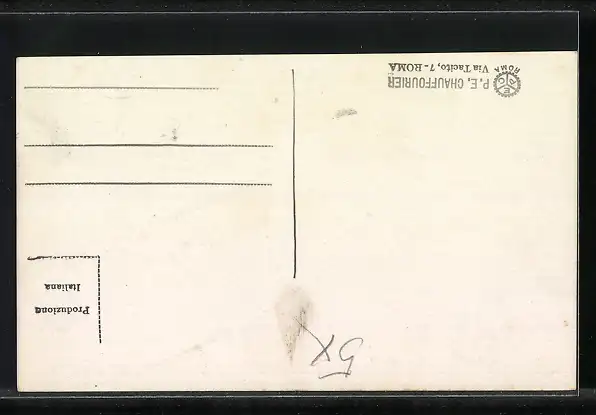 P. E. CHAUFFOURIER
Via Tacito, 7 - ROMA
P E C
ROMA
Produzione
Italiana
5x